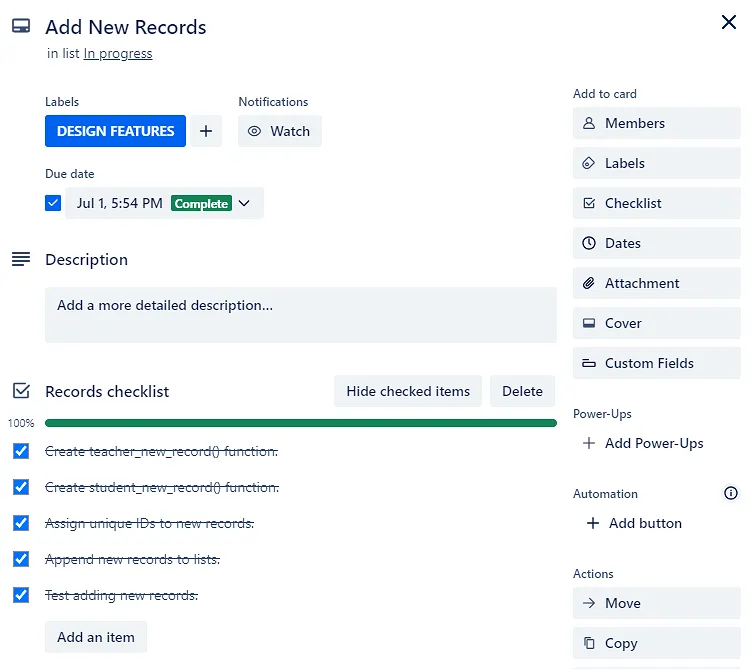 Add New Records
in list In progress
Labels
Notifications
DESIGN FEATURES
Watch
Due date
Jul 1, 5:54 PM Complete
Description
Add a more detailed description...
Records checklist
Hide checked items
Delete
100%
Create teacher_new_record() function.
Create student_new_record() function.
Assign unique IDs to new records.
Append new records to lists.
Test adding new records.
Add an item
Add to card
Members
Labels
Checklist
Dates
Attachment
Cover
Custom Fields
Power-Ups
Add Power-Ups
Automation
Add button
Actions
Move
Copy